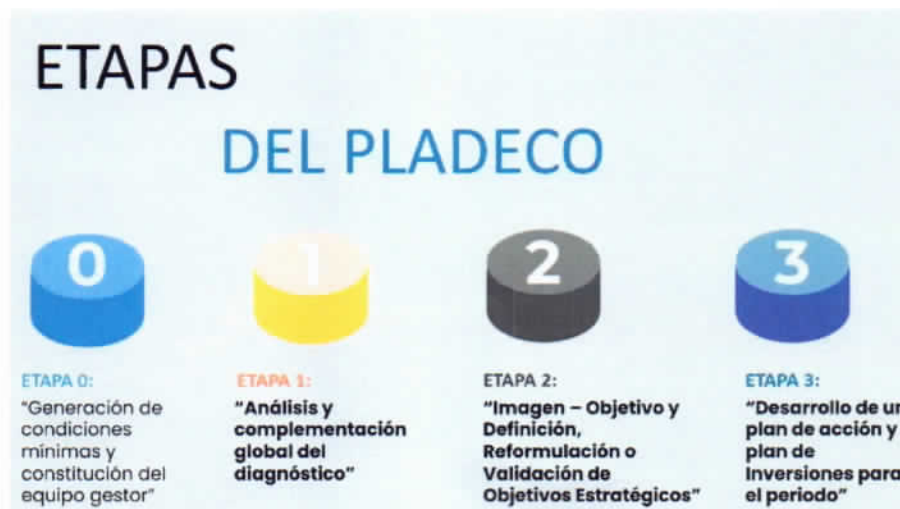 ETAPAS
DEL PLADECO
0
1
2
3
ETAPA 0:
"Generación de
condiciones
mínimas y
constitución del
equipo gestor"
ETAPA 1:
"Análisis y
complementación
global del
diagnóstico"
ETAPA 2:
"Imagen – Objetivo y
Definición,
Reformulación o
Validación de
Objetivos Estratégicos"
ETAPA 3:
"Desarrollo de un
plan de acción y
plan de
Inversiones para
el periodo"